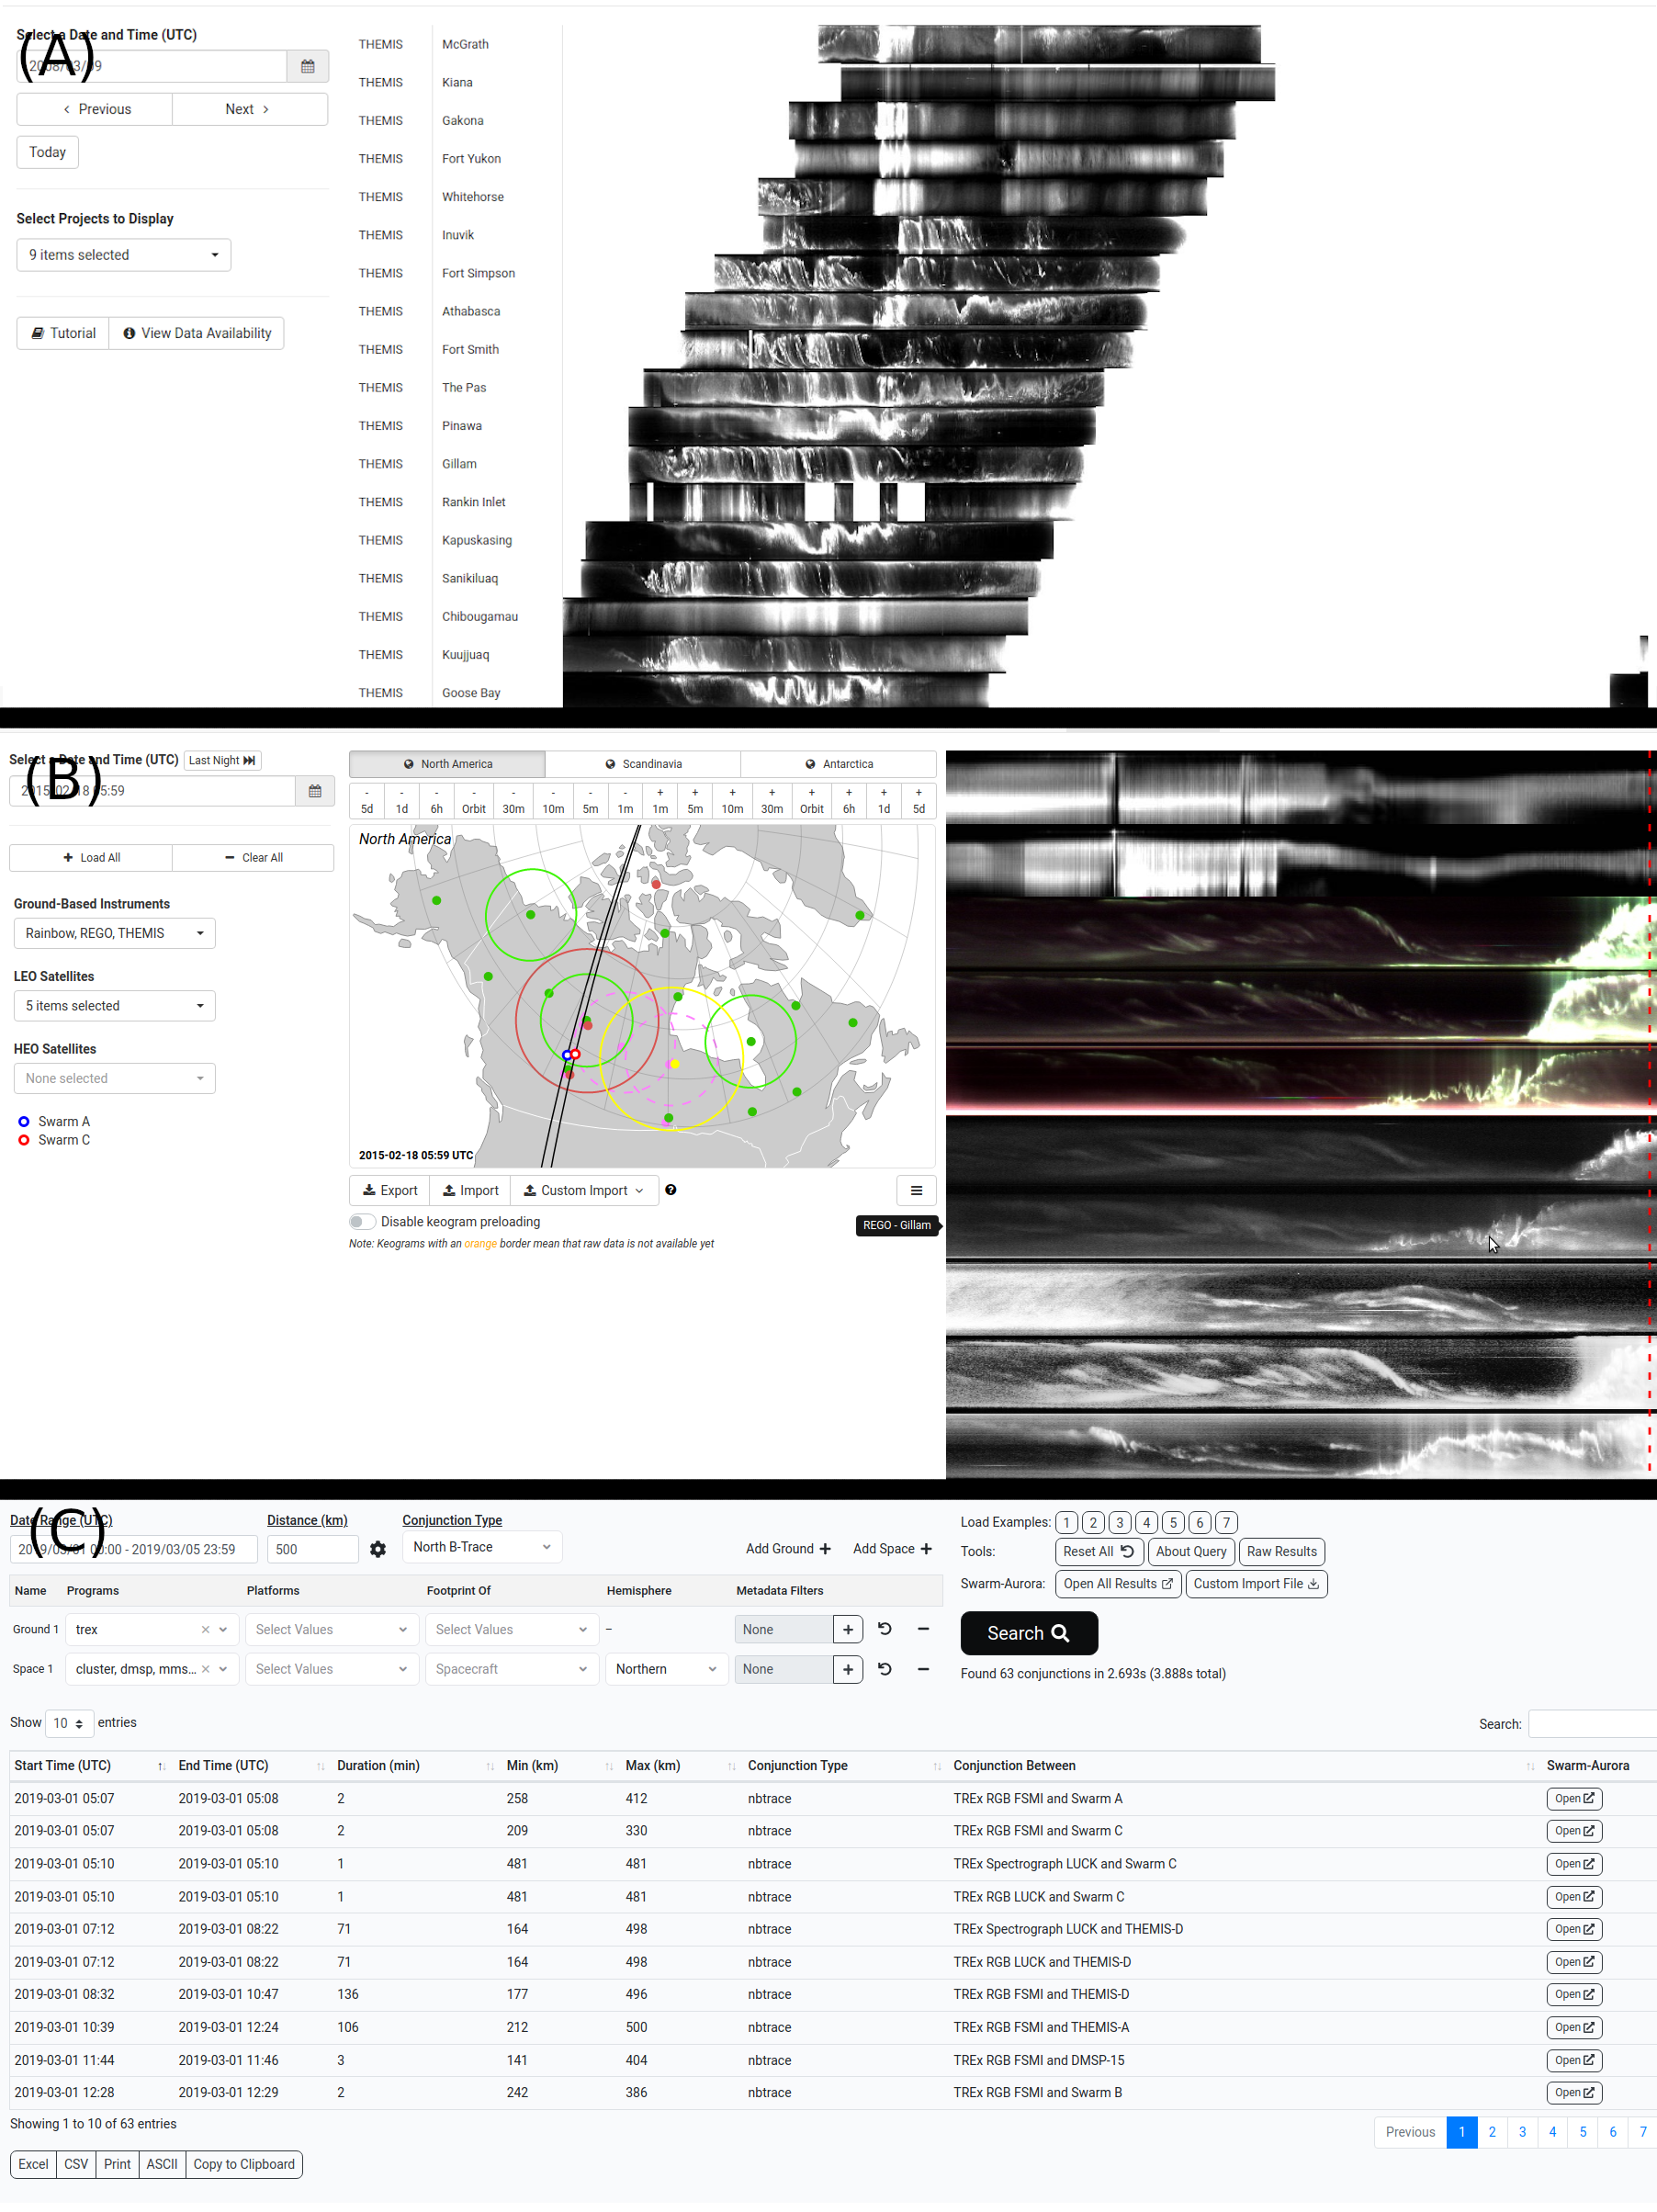 Select a Date and Time (UTC)
(A)
2008/03/09
Previous
Next
Today
Select Projects to Display
9 items selected
Tutorial
View Data Availability
THEMIS McGrath
THEMIS Kiana
THEMIS Gakona
THEMIS Fort Yukon
THEMIS Whitehorse
THEMIS Inuvik
THEMIS Fort Simpson
THEMIS Athabasca
THEMIS Fort Smith
THEMIS The Pas
THEMIS Pinawa
THEMIS Gillam
THEMIS Rankin Inlet
THEMIS Kapuskasing
THEMIS Sanikiluaq
THEMIS Chibougamau
THEMIS Kuujjuaq
THEMIS Goose Bay
Select a Date and Time (UTC) Last Night
(B)
2015/02/18 05:59
Load All
Clear All
Ground-Based Instruments
Rainbow, REGO, THEMIS
LEO Satellites
5 items selected
HEO Satellites
None selected
Swarm A
Swarm C
North America
Scandinavia
Antarctica
- - - - - - - - + + + + + + + +
5d 1d 6h Orbit 30m 10m 5m 1m 1m 5m 10m 30m Orbit 6h 1d 5d
North America
2015-02-18 05:59 UTC
Export
Import
Custom Import
Disable keogram preloading
Note: Keograms with an orange border mean that raw data is not available yet
REGO - Gillam
(C)
Date Range (UTC) Distance (km) Conjunction Type
2019/03/01 00:00 - 2019/03/05 23:59 500 North B-Trace
Add Ground + Add Space +
Load Examples: 1 2 3 4 5 6 7
Tools: Reset All About Query Raw Results
Swarm-Aurora: Open All Results Custom Import File
Name Programs Platforms Footprint Of Hemisphere Metadata Filters
Ground 1 trex × Select Values Select Values – None + −
Space 1 cluster, dmsp, mms... × Select Values Spacecraft Northern None + −
Search
Found 63 conjunctions in 2.693s (3.888s total)
Show 10 entries
Search:
Start Time (UTC) End Time (UTC) Duration (min) Min (km) Max (km) Conjunction Type Conjunction Between Swarm-Aurora
2019-03-01 05:07 2019-03-01 05:08 2 258 412 nbtrace TREx RGB FSMI and Swarm A Open
2019-03-01 05:07 2019-03-01 05:08 2 209 330 nbtrace TREx RGB FSMI and Swarm C Open
2019-03-01 05:10 2019-03-01 05:10 1 481 481 nbtrace TREx Spectrograph LUCK and Swarm C Open
2019-03-01 05:10 2019-03-01 05:10 1 481 481 nbtrace TREx RGB LUCK and Swarm C Open
2019-03-01 07:12 2019-03-01 08:22 71 164 498 nbtrace TREx Spectrograph LUCK and THEMIS-D Open
2019-03-01 07:12 2019-03-01 08:22 71 164 498 nbtrace TREx RGB LUCK and THEMIS-D Open
2019-03-01 08:32 2019-03-01 10:47 136 177 496 nbtrace TREx RGB FSMI and THEMIS-D Open
2019-03-01 10:39 2019-03-01 12:24 106 212 500 nbtrace TREx RGB FSMI and THEMIS-A Open
2019-03-01 11:44 2019-03-01 11:46 3 141 404 nbtrace TREx RGB FSMI and DMSP-15 Open
2019-03-01 12:28 2019-03-01 12:29 2 242 386 nbtrace TREx RGB FSMI and Swarm B Open
Showing 1 to 10 of 63 entries
Previous 1 2 3 4 5 6 7
Excel CSV Print ASCII Copy to Clipboard